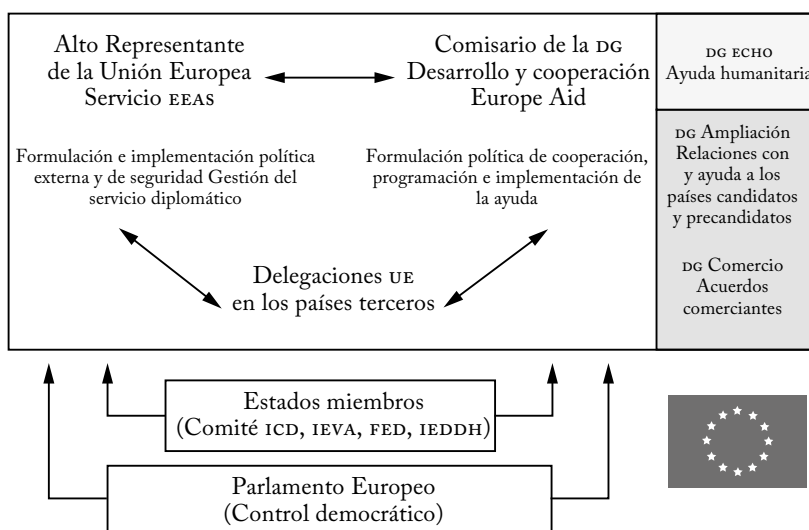 Alto Representante
de la Unión Europea
Servicio EEAS
Comisario de la DG
Desarrollo y cooperación
Europe Aid
DG ECHO
Ayuda humanitaria
Formulación e implementación política
externa y de seguridad Gestión del
servicio diplomático
Formulación política de cooperación,
programación e implementación de
la ayuda
DG Ampliación
Relaciones con
y ayuda a los
países candidatos
y precandidatos
DG Comercio
Acuerdos
comerciantes
Delegaciones UE
en los países terceros
Estados miembros
(Comité ICD, IEVA, FED, IEDDH)
Parlamento Europeo
(Control democrático)